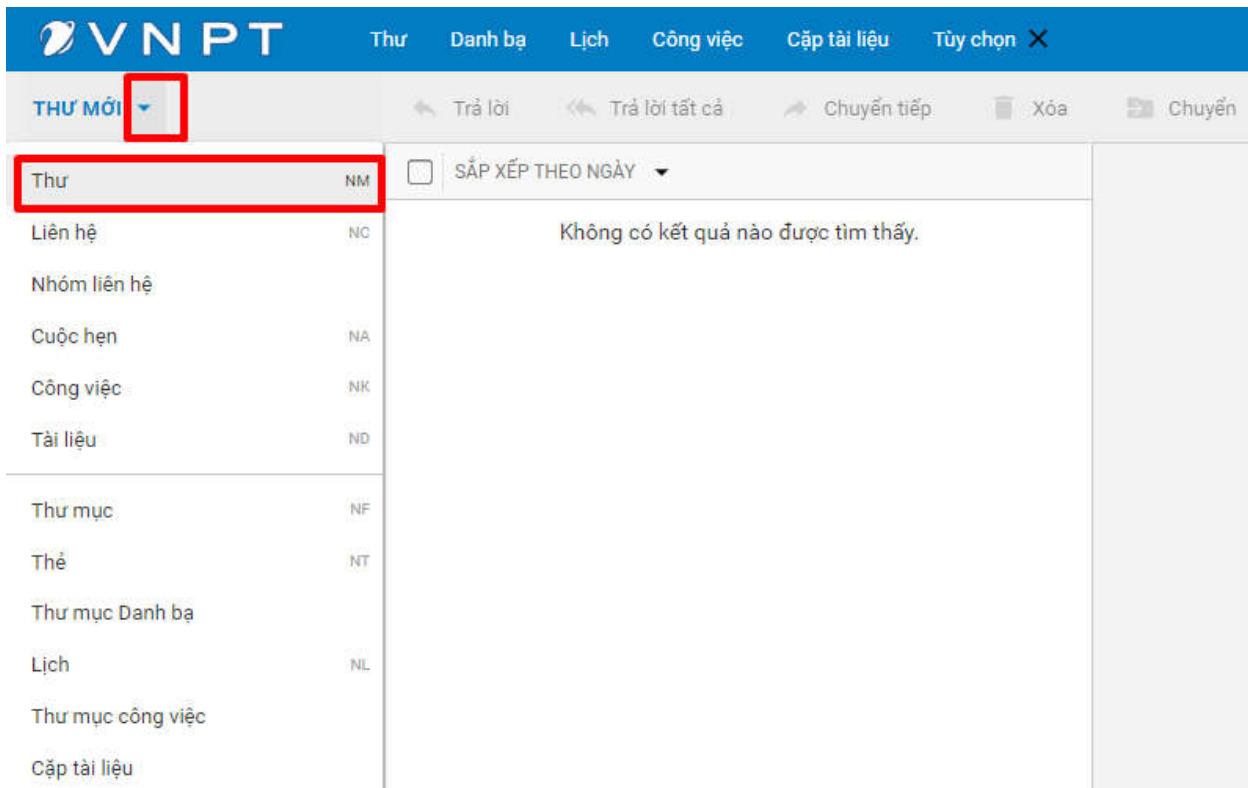 VNPT Thư Danh bạ Lịch Công việc Cặp tài liệu Tùy chọn
THƯ MỚI Trả lời Trả lời tất cả Chuyển tiếp Xóa Chuyển
SẮP XẾP THEO NGÀY
Thư NM
Liên hệ NC
Không có kết quả nào được tìm thấy.
Nhóm liên hệ
Cuộc hẹn NA
Công việc NK
Tài liệu ND
Thư mục NF
Thẻ NT
Thư mục Danh bạ
Lịch NL
Thư mục công việc
Cặp tài liệu